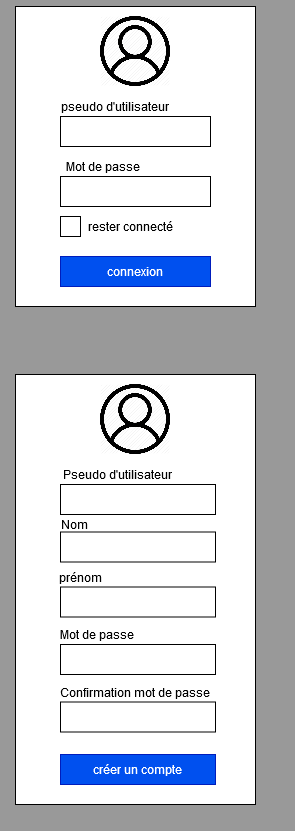 pseudo d'utilisateur
Mot de passe
rester connecté
connexion
Pseudo d'utilisateur
Nom
prénom
Mot de passe
Confirmation mot de passe
créer un compte